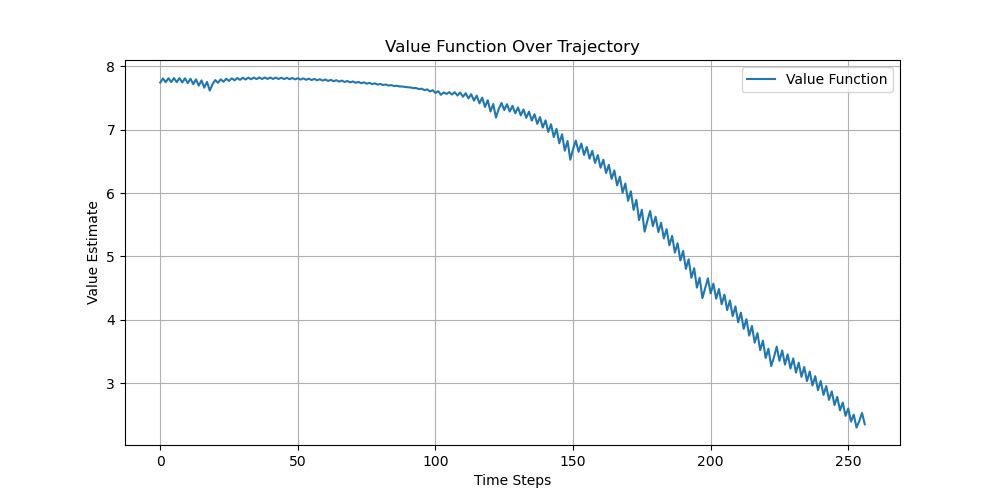 Value Function Over Trajectory
Value Function
8
7
6
5
4
3
Value Estimate
0 50 100 150 200 250
Time Steps